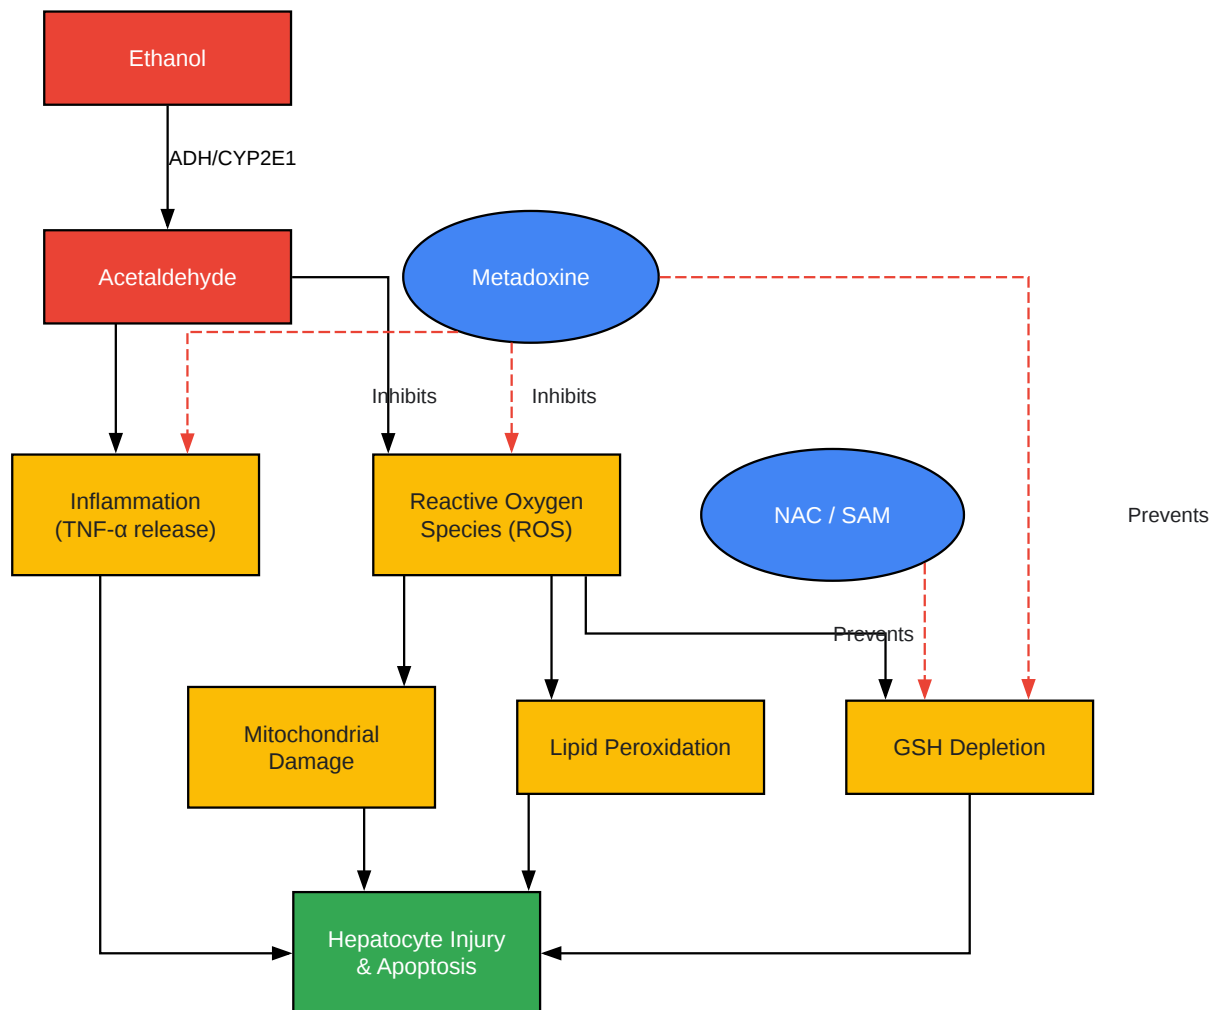 Ethanol
ADH/CYP2E1
Acetaldehyde
Metadoxine
Inhibits
Inhibits
Inflammation
(TNF-α release)
Reactive Oxygen
Species (ROS)
NAC / SAM
Prevents
Prevents
Mitochondrial
Damage
Lipid Peroxidation
GSH Depletion
Hepatocyte Injury
& Apoptosis